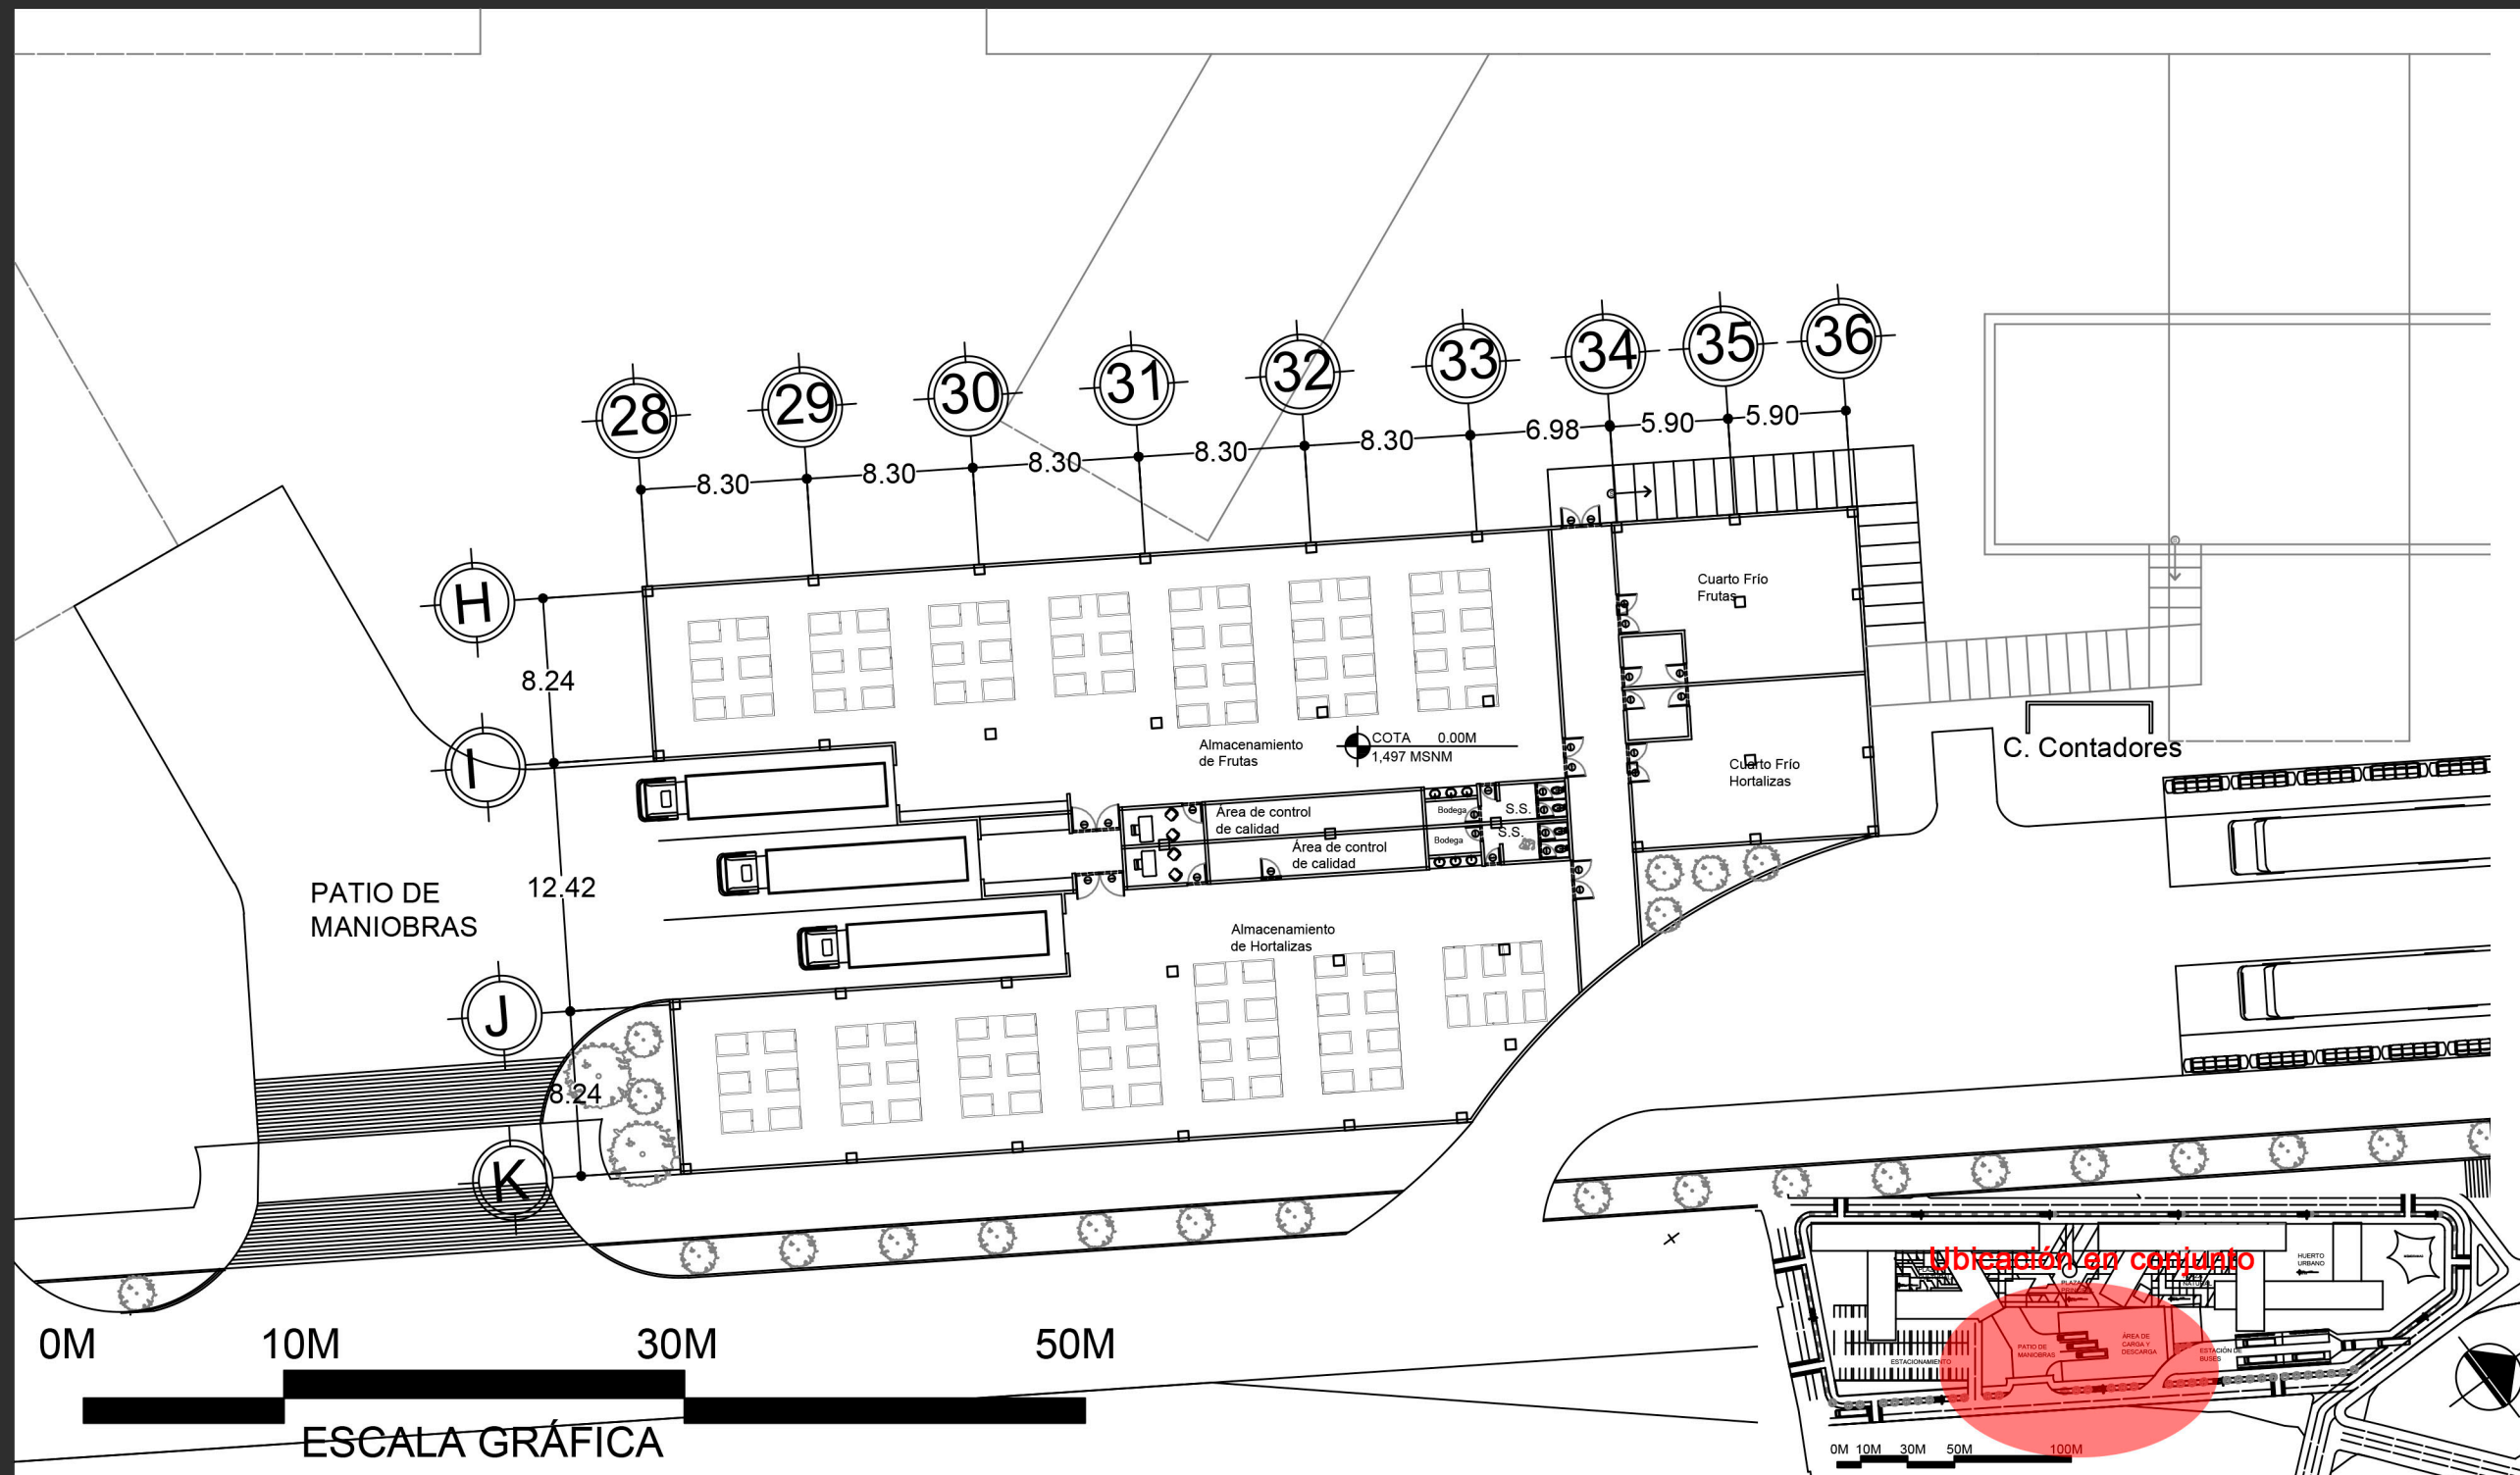 28
29
30
31
32
33
34
35
36
8.30
8.30
8.30
8.30
8.30
6.98
5.90
5.90
H
I
J
K
8.24
12.42
8.24
Cuarto Frío
Frutas
Cuarto Frío
Hortalizas
Almacenamiento
de Frutas
COTA 0.00M
1,497 MSNM
C. Contadores
Área de control
de calidad
Área de control
de calidad
Bodega
Bodega
S.S.
S.S.
PATIO DE
MANIOBRAS
Almacenamiento
de Hortalizas
0M 10M 30M 50M
ESCALA GRÁFICA
Ubicación en conjunto
HUERTO
URBANO
PLAZA
ESTACIONAMIENTO
PATIO DE
MANIOBRAS
ÁREA DE
CARGA Y
DESCARGA
ESTACIÓN DE
BUSES
0M 10M 30M 50M 100M